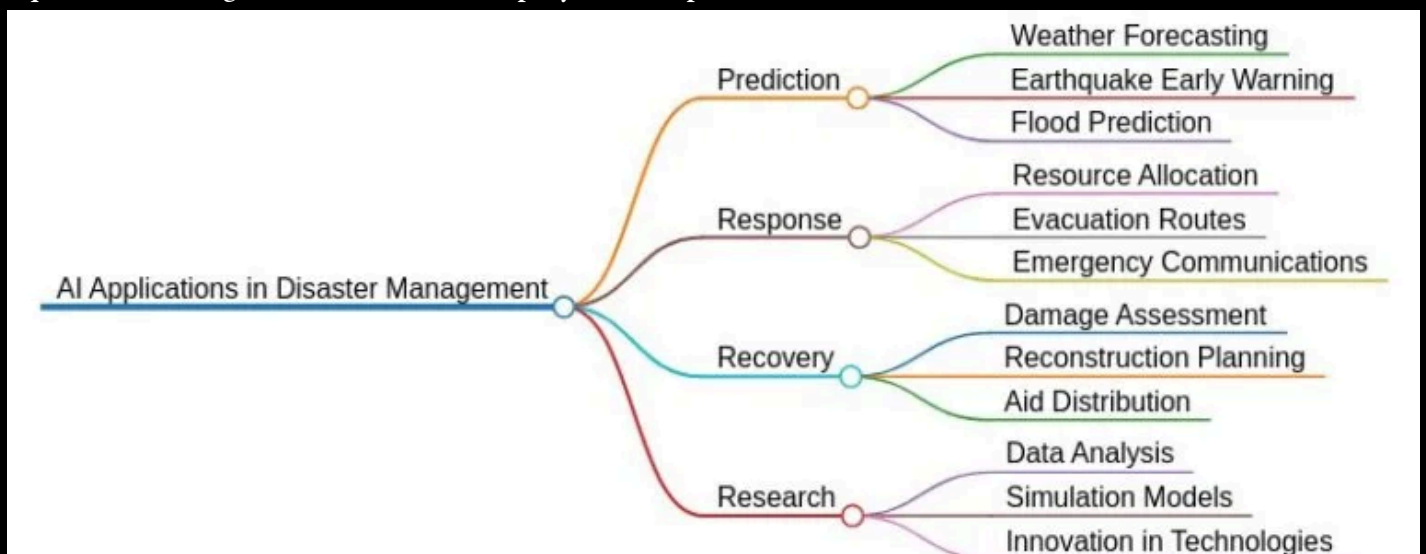 Weather Forecasting
Prediction
Earthquake Early Warning
Flood Prediction
Resource Allocation
Response
Evacuation Routes
Emergency Communications
AI Applications in Disaster Management
Damage Assessment
Recovery
Reconstruction Planning
Aid Distribution
Data Analysis
Research
Simulation Models
Innovation in Technologies